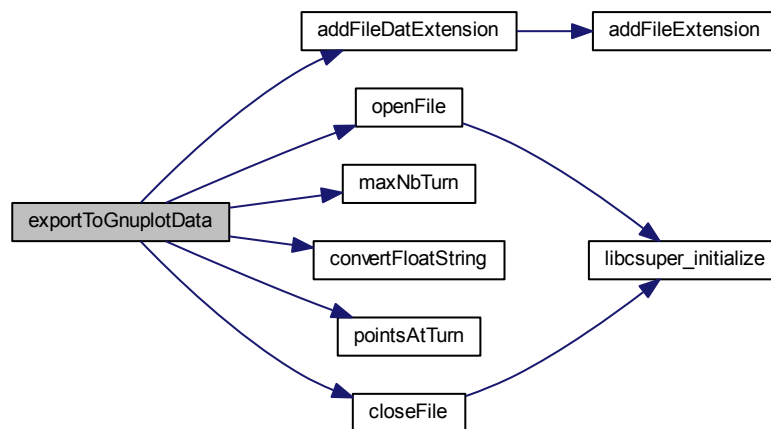 addFileDatExtension
addFileExtension
openFile
maxNbTurn
exportToGnuplotData
convertFloatString
libcsuper_initialize
pointsAtTurn
closeFile